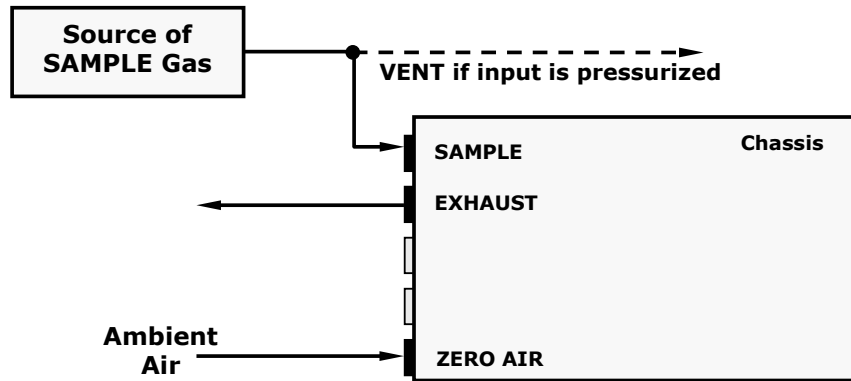 Source of
SAMPLE Gas
VENT if input is pressurized
SAMPLE
Chassis
EXHAUST
Ambient
Air
ZERO AIR